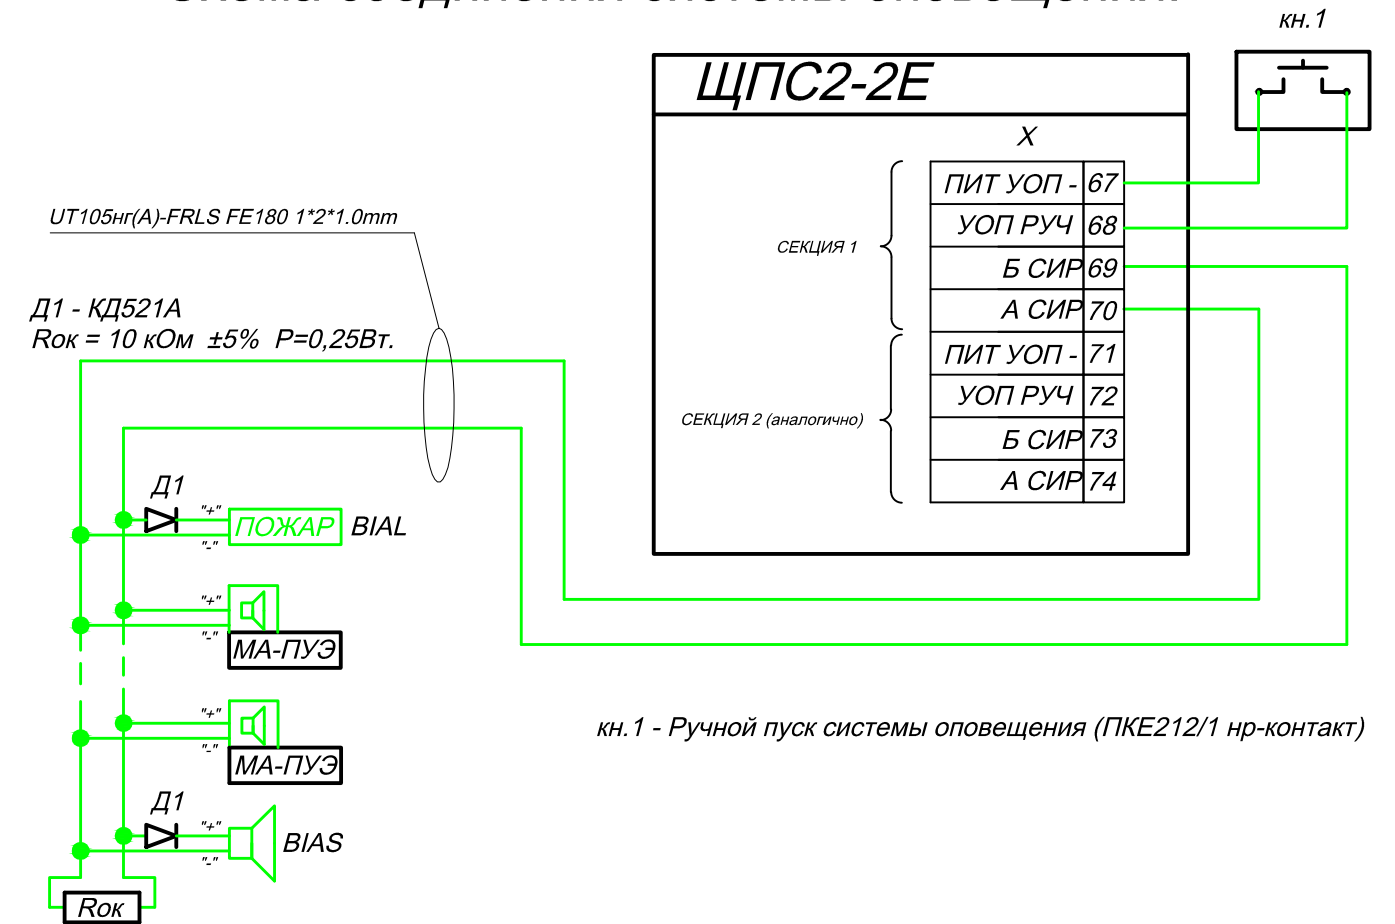 кн.1
ЩПС2-2Е
X
ПИТ УОП - 67
УОП РУЧ 68
Б СИР 69
А СИР 70
СЕКЦИЯ 1
ПИТ УОП - 71
УОП РУЧ 72
Б СИР 73
А СИР 74
СЕКЦИЯ 2 (аналогично)
UT105нг(A)-FRLS FE180 1*2*1.0mm
Д1 - КД521А
Rок = 10 кОм ±5% P=0,25Вт.
Д1
"+"
ПОЖАР BIAL
"-"
"+"
"-"
МА-ПУЭ
"+"
"-"
МА-ПУЭ
Д1
"+"
BIAS
"-"
Rок
кн.1 - Ручной пуск системы оповещения (ПКЕ212/1 нр-контакт)